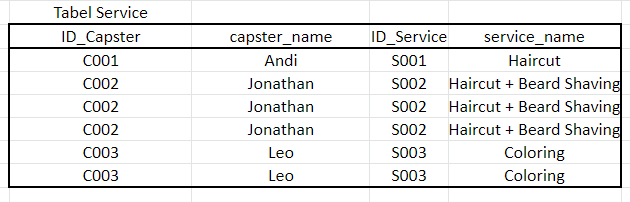 Tabel Service
ID_Capster capster_name ID_Service service_name
C001 Andi S001 Haircut
C002 Jonathan S002 Haircut + Beard Shaving
C002 Jonathan S002 Haircut + Beard Shaving
C002 Jonathan S002 Haircut + Beard Shaving
C003 Leo S003 Coloring
C003 Leo S003 Coloring